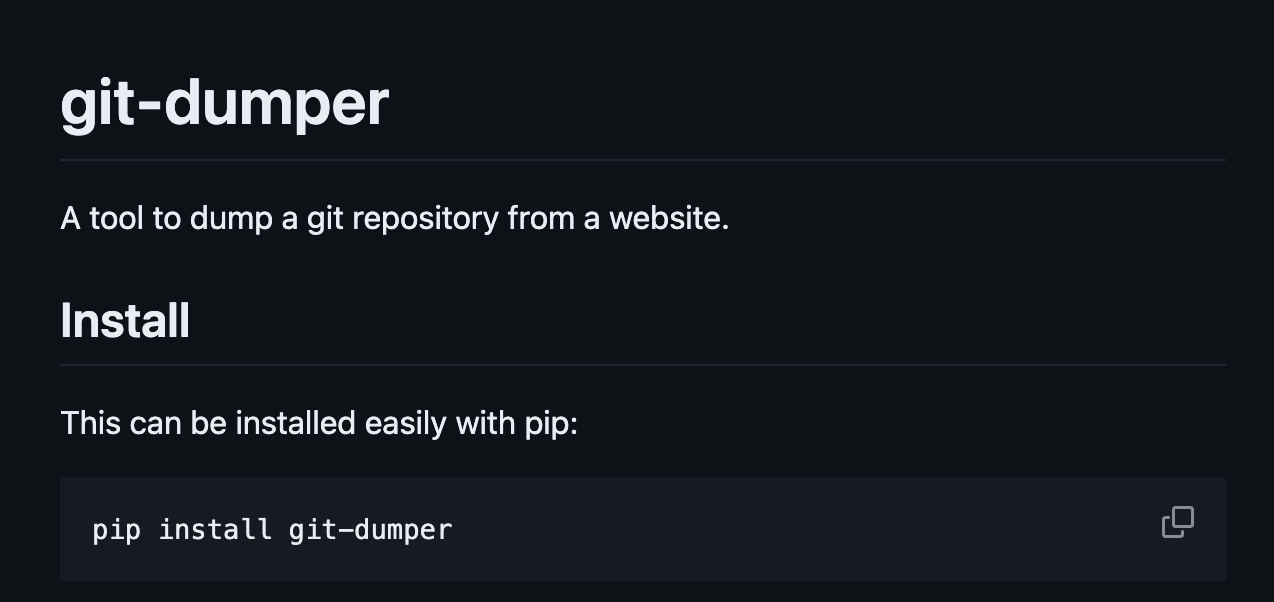 git-dumper
A tool to dump a git repository from a website.
Install
This can be installed easily with pip:
pip install git-dumper